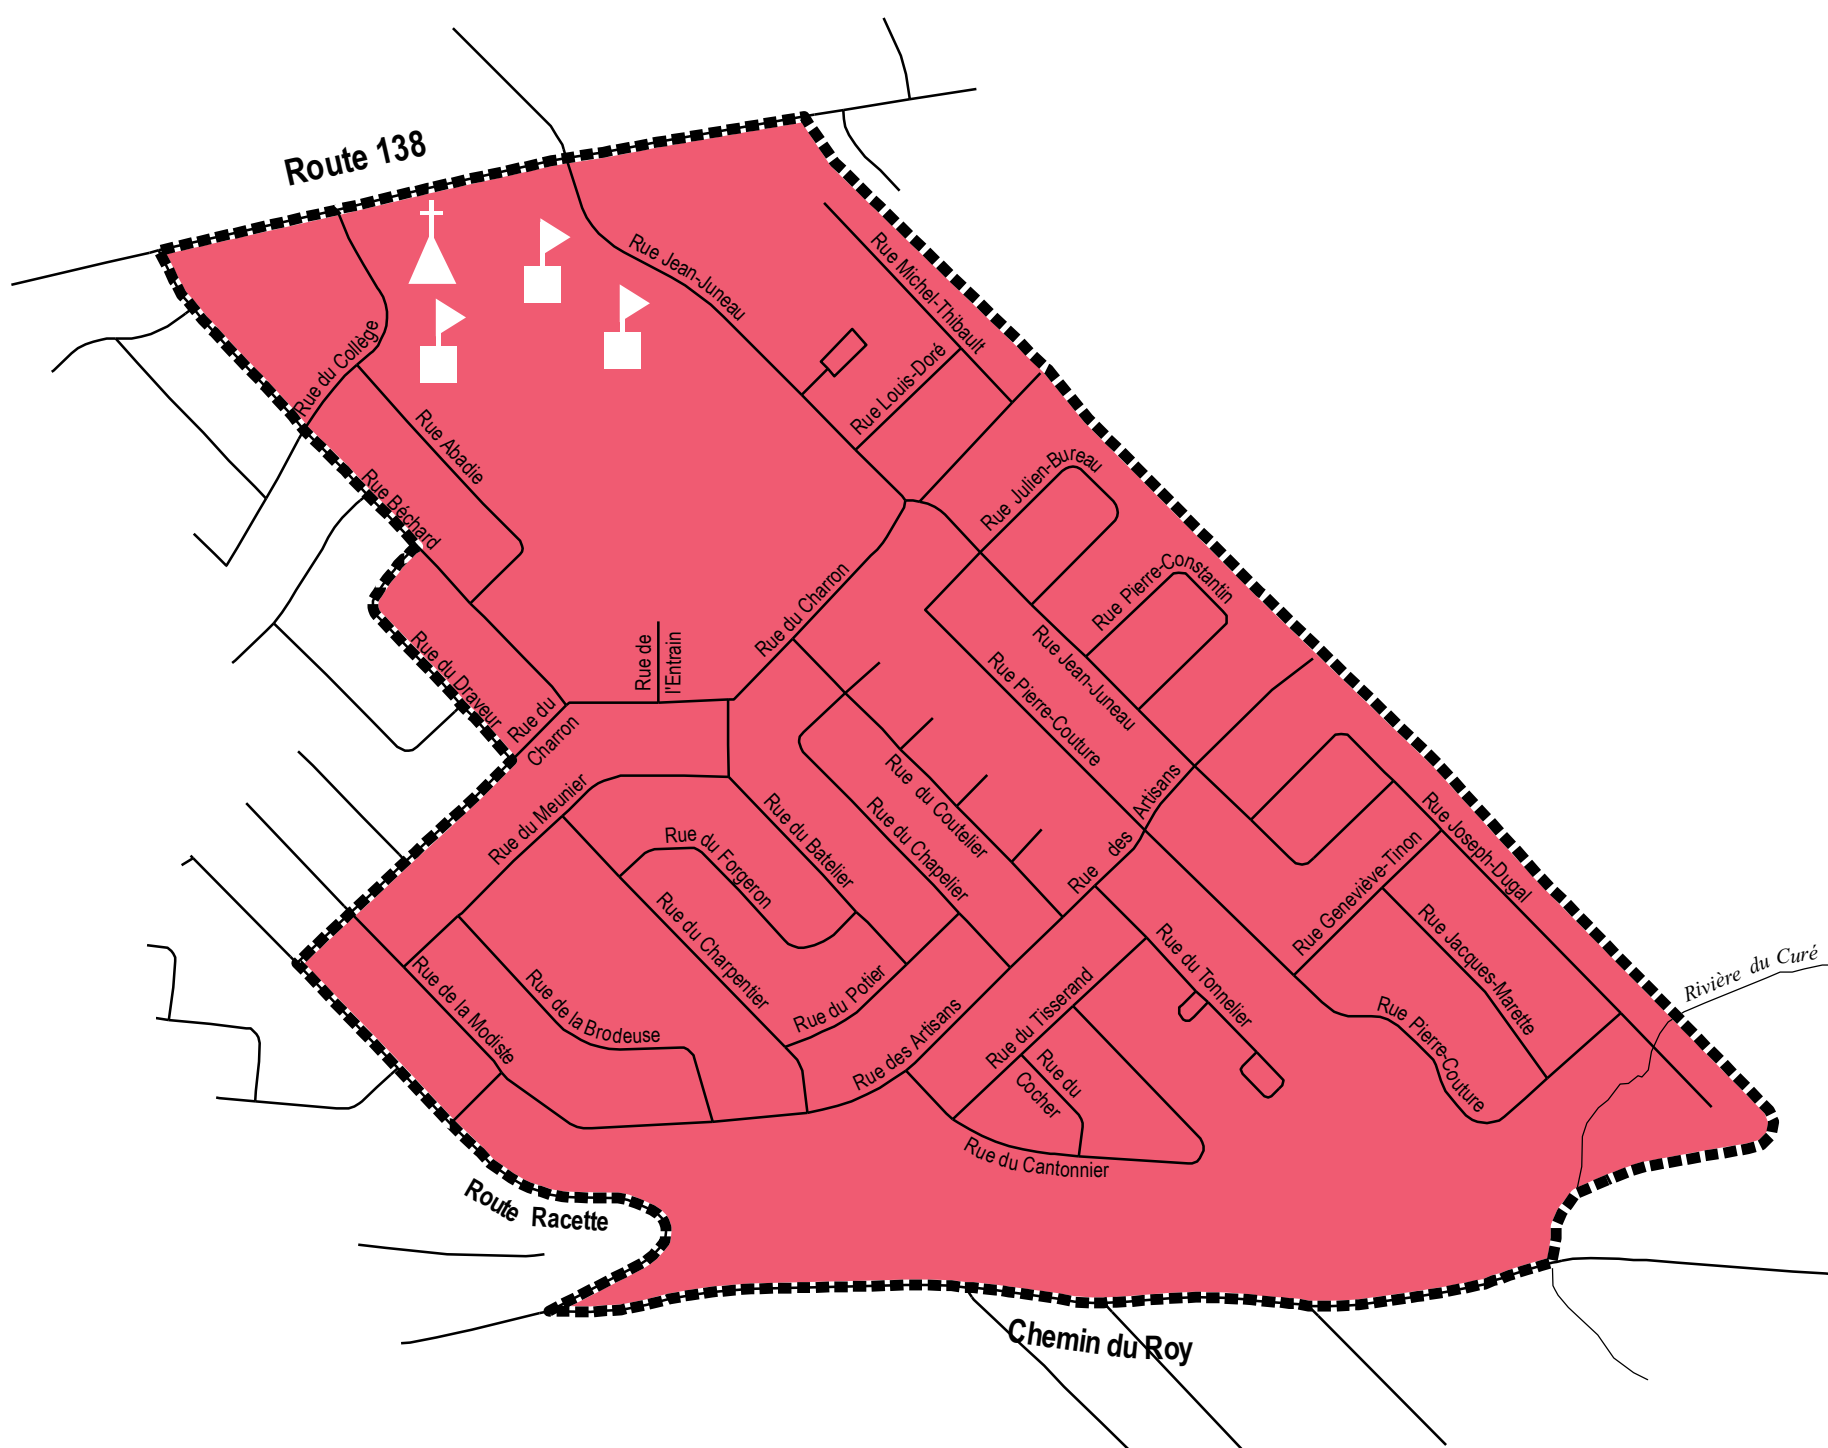 Route 138
Rue Jean-Juneau
Rue Michel-Thibault
Rue du Collège
Rue Louis-Doré
Rue Abadie
Rue Béchard
Rue Julien-Bureau
Rue Pierre-Constantin
Rue du Charron
Rue de
l'Entrain
Rue du Draveur
Rue du
Charron
Rue Jean-Juneau
Rue Pierre-Couture
Rue du Meunier
Rue du Forgeron
Rue du Batelier
Rue du Coutelier
Rue du Chapelier
Rue des Artisans
Rue Joseph-Dugal
Rue Geneviève-Tinon
Rue Jacques-Marette
Rue du Charpentier
Rue de la Modiste
Rue de la Brodeuse
Rue du Potier
Rue des Artisans
Rue du Tisserand
Rue du Tonnelier
Rivière du Curé
Rue Pierre-Couture
Rue du
Cocher
Rue du Cantonnier
Route Racette
Chemin du Roy